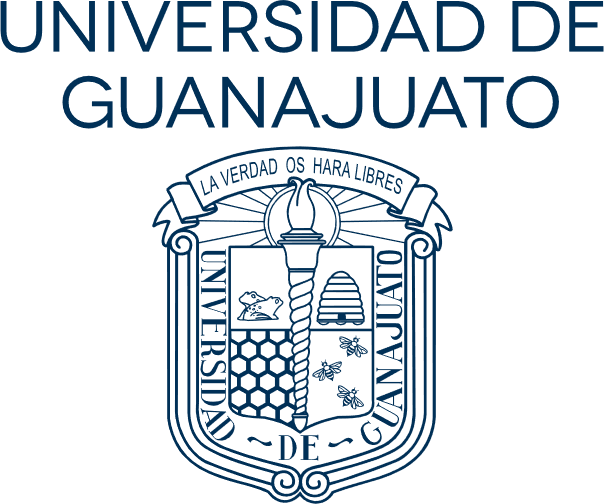 UNIVERSIDAD DE
GUANAJUATO
LA VERDAD OS HARA LIBRES
UNIVERSIDAD
~DE~
GUANAJUATO